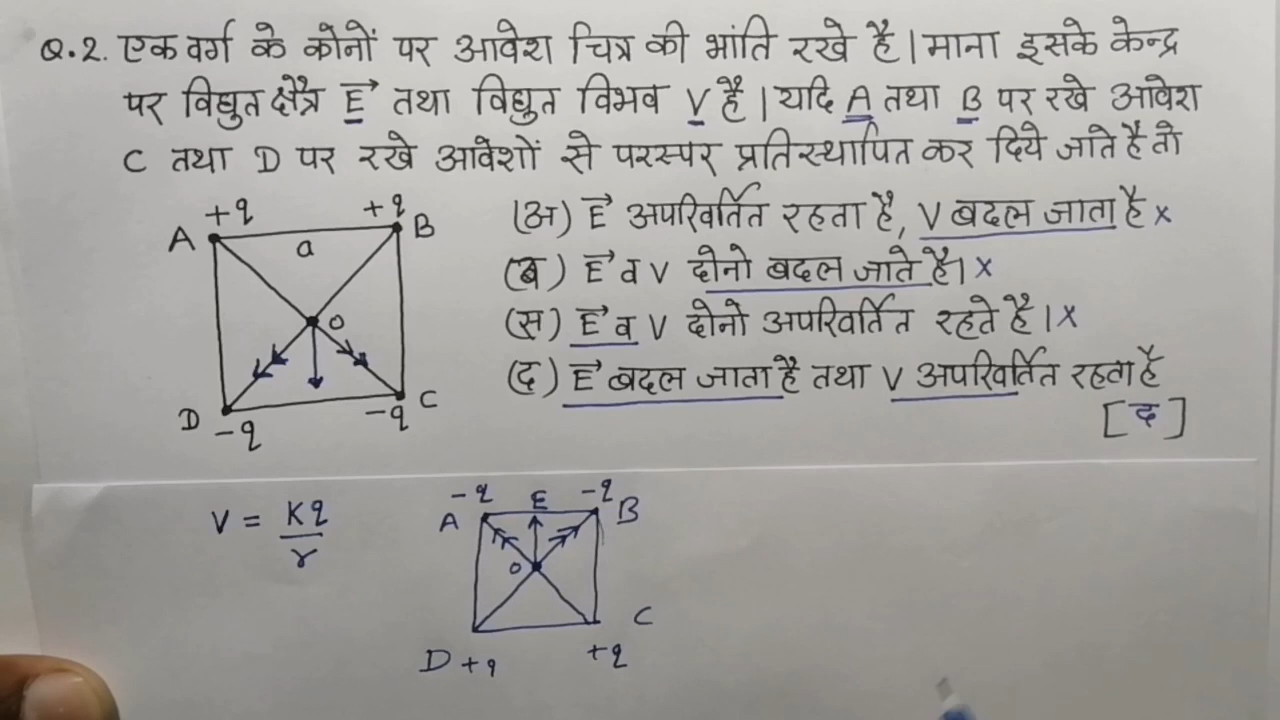 Q.2. एक वर्ग के कोनों पर आवेश चित्र की भांति रखे है। माना इसके केन्द्र
पर विद्युत क्षैत्र E⃗ तथा विद्युत विभव V है। यदि A तथा B पर रखे आवेश
C तथा D पर रखे आवेशों से परस्पर प्रतिस्थापित कर दिये जाते है तो
(अ) E⃗ अपरिवर्तित रहता है, V बदल जाता है ×
(ब) E⃗ व V दोनो बदल जाते है। ×
(स) E⃗ व V दोनो अपरिवर्तित रहते है। ×
(द) E⃗ बदल जाता है तथा V अपरिवर्तित रहता है
[द]
+q +q
A a B
O
D C
-q -q
V = Kq/r
-q E -q
A B
O
C
D +q +q